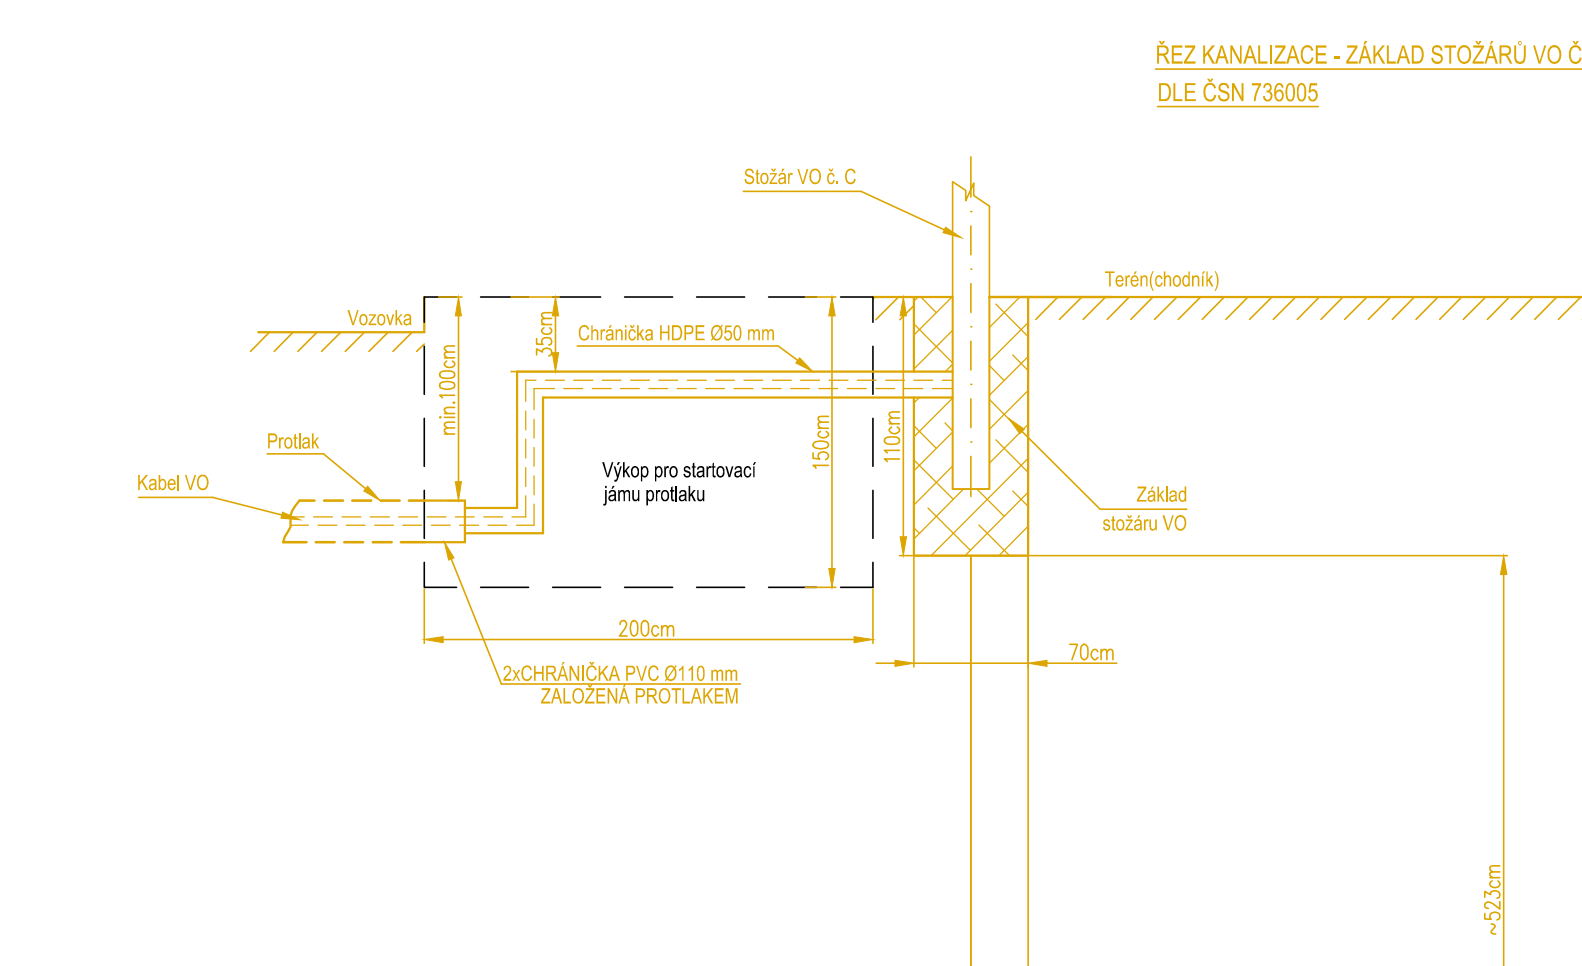 ŘEZ KANALIZACE - ZÁKLAD STOŽÁRŮ VO Č
DLE ČSN 736005
Stožár VO č. C
Terén(chodník)
Vozovka
35cm
Chránička HDPE Ø50 mm
min.100cm
150cm
110cm
Protlak
Kabel VO
Výkop pro startovací
jámu protlaku
Základ
stožáru VO
200cm
70cm
2xCHRÁNIČKA PVC Ø110 mm
ZALOŽENÁ PROTLAKEM
~523cm